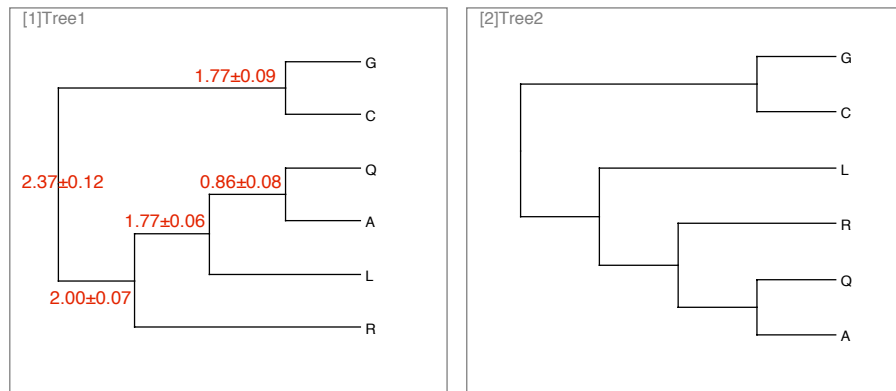 [1]Tree1
G
1.77±0.09
C
Q
2.37±0.12
0.86±0.08
1.77±0.06
A
L
2.00±0.07
R
[2]Tree2
G
C
L
R
Q
A